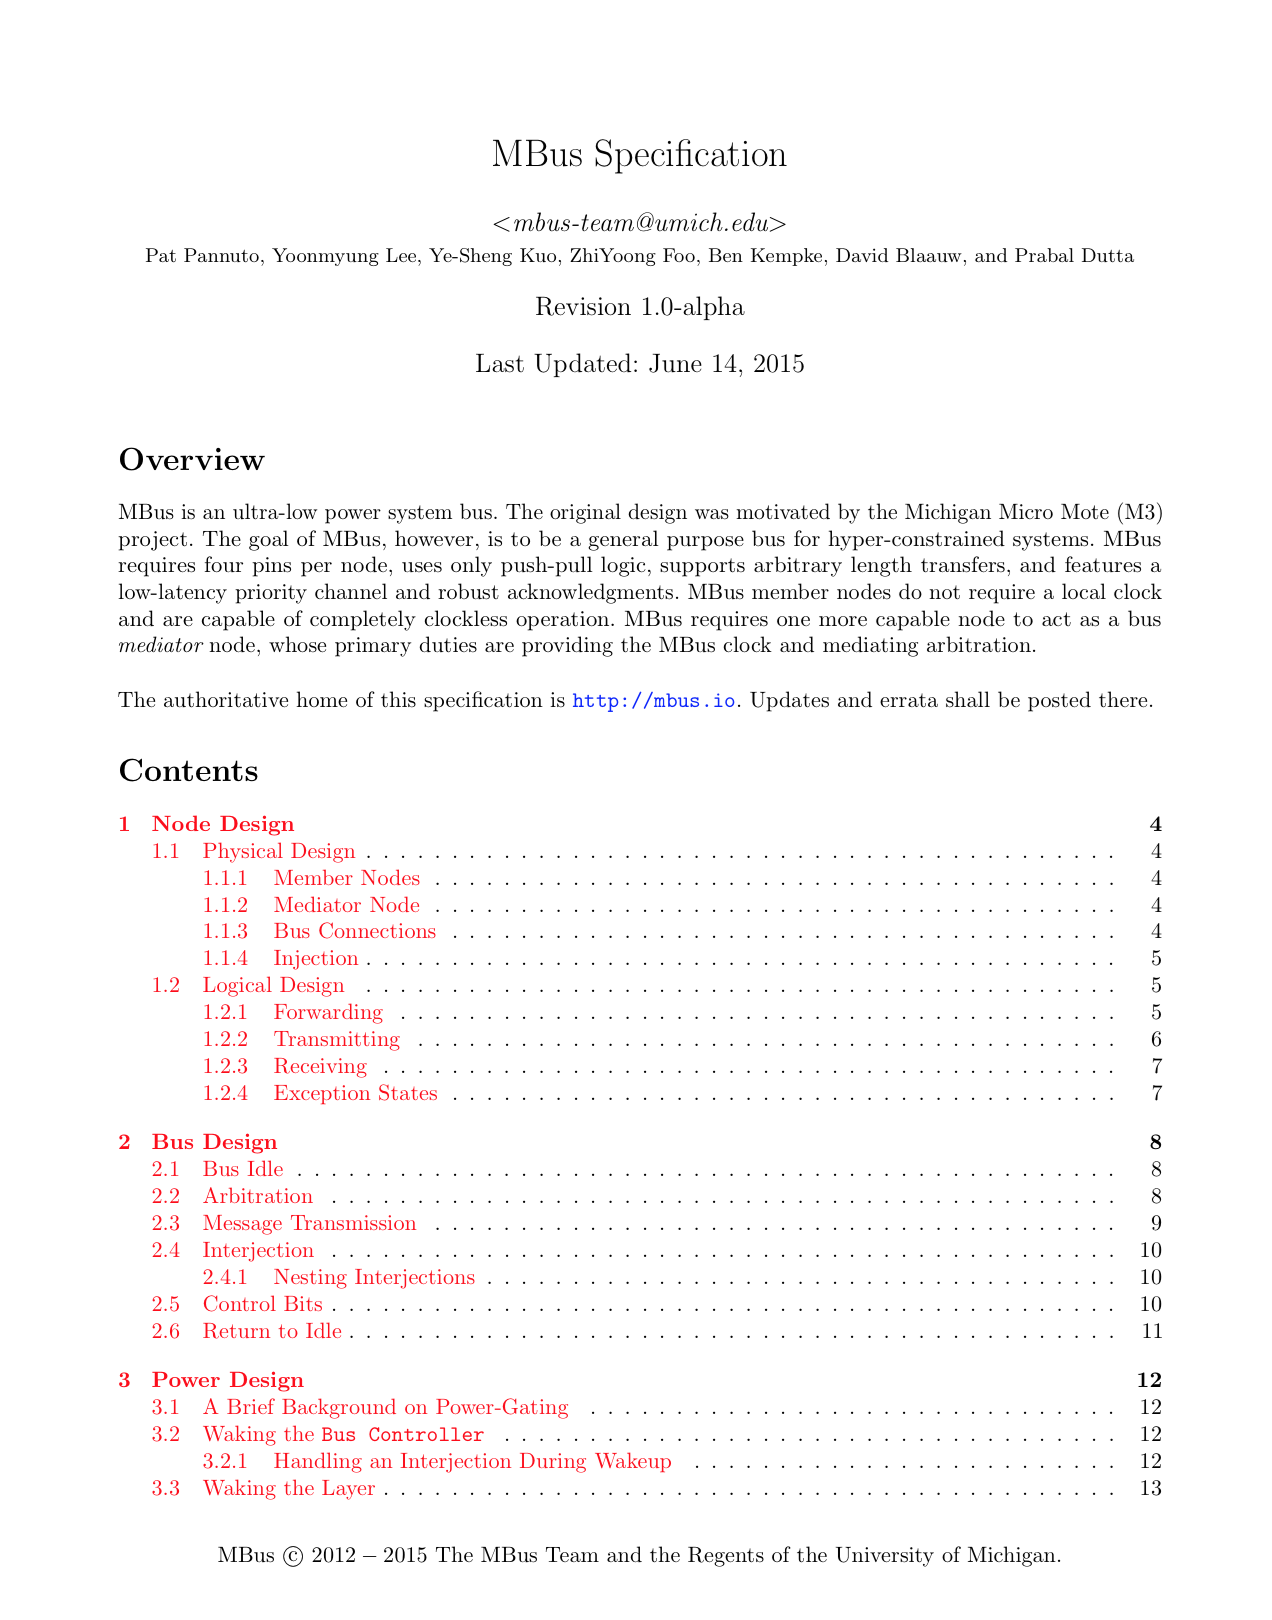 MBus Specification
<mbus-team@umich.edu>
Pat Pannuto, Yoonmyung Lee, Ye-Sheng Kuo, ZhiYoong Foo, Ben Kempke, David Blaauw, and Prabal Dutta
Revision 1.0-alpha
Last Updated: June 14, 2015
Overview
MBus is an ultra-low power system bus. The original design was motivated by the Michigan Micro Mote (M3)
project. The goal of MBus, however, is to be a general purpose bus for hyper-constrained systems. MBus
requires four pins per node, uses only push-pull logic, supports arbitrary length transfers, and features a
low-latency priority channel and robust acknowledgments. MBus member nodes do not require a local clock
and are capable of completely clockless operation. MBus requires one more capable node to act as a bus
mediator node, whose primary duties are providing the MBus clock and mediating arbitration.
The authoritative home of this specification is http://mbus.io. Updates and errata shall be posted there.
Contents
1 Node Design 4
1.1 Physical Design . . . . . . . . . . . . . . . . . . . . . . . . . . . . . . . . . . . . . . . . . . . . 4
1.1.1 Member Nodes . . . . . . . . . . . . . . . . . . . . . . . . . . . . . . . . . . . . . . . . 4
1.1.2 Mediator Node . . . . . . . . . . . . . . . . . . . . . . . . . . . . . . . . . . . . . . . . 4
1.1.3 Bus Connections . . . . . . . . . . . . . . . . . . . . . . . . . . . . . . . . . . . . . . . 4
1.1.4 Injection . . . . . . . . . . . . . . . . . . . . . . . . . . . . . . . . . . . . . . . . . . . . 5
1.2 Logical Design . . . . . . . . . . . . . . . . . . . . . . . . . . . . . . . . . . . . . . . . . . . . 5
1.2.1 Forwarding . . . . . . . . . . . . . . . . . . . . . . . . . . . . . . . . . . . . . . . . . . 5
1.2.2 Transmitting . . . . . . . . . . . . . . . . . . . . . . . . . . . . . . . . . . . . . . . . . 6
1.2.3 Receiving . . . . . . . . . . . . . . . . . . . . . . . . . . . . . . . . . . . . . . . . . . . 7
1.2.4 Exception States . . . . . . . . . . . . . . . . . . . . . . . . . . . . . . . . . . . . . . . 7
2 Bus Design 8
2.1 Bus Idle . . . . . . . . . . . . . . . . . . . . . . . . . . . . . . . . . . . . . . . . . . . . . . . . 8
2.2 Arbitration . . . . . . . . . . . . . . . . . . . . . . . . . . . . . . . . . . . . . . . . . . . . . . 8
2.3 Message Transmission . . . . . . . . . . . . . . . . . . . . . . . . . . . . . . . . . . . . . . . . 9
2.4 Interjection . . . . . . . . . . . . . . . . . . . . . . . . . . . . . . . . . . . . . . . . . . . . . . 10
2.4.1 Nesting Interjections . . . . . . . . . . . . . . . . . . . . . . . . . . . . . . . . . . . . . 10
2.5 Control Bits . . . . . . . . . . . . . . . . . . . . . . . . . . . . . . . . . . . . . . . . . . . . . . 10
2.6 Return to Idle . . . . . . . . . . . . . . . . . . . . . . . . . . . . . . . . . . . . . . . . . . . . . 11
3 Power Design 12
3.1 A Brief Background on Power-Gating . . . . . . . . . . . . . . . . . . . . . . . . . . . . . . . 12
3.2 Waking the Bus Controller . . . . . . . . . . . . . . . . . . . . . . . . . . . . . . . . . . . . 12
3.2.1 Handling an Interjection During Wakeup . . . . . . . . . . . . . . . . . . . . . . . . . 12
3.3 Waking the Layer . . . . . . . . . . . . . . . . . . . . . . . . . . . . . . . . . . . . . . . . . . . 13
MBus © 2012 – 2015 The MBus Team and the Regents of the University of Michigan.